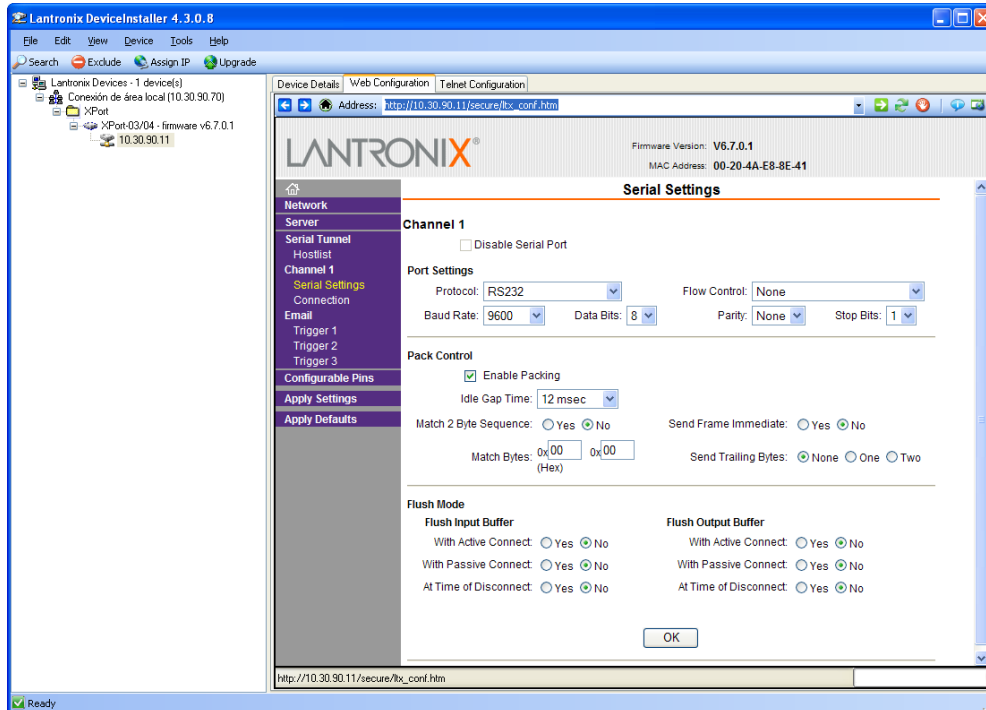 Lantronix DeviceInstaller 4.3.0.8
File Edit View Device Tools Help
Search Exclude Assign IP Upgrade
Lantronix Devices - 1 device(s)
Conexión de área local (10.30.90.70)
XPort
XPort-03/04 - firmware v6.7.0.1
10.30.90.11
Device Details Web Configuration Telnet Configuration
Address: http://10.30.90.11/secure/ltx_conf.htm
LANTRONIX®
Firmware Version: V6.7.0.1
MAC Address: 00-20-4A-E8-8E-41
Network
Server
Serial Tunnel
Hostlist
Channel 1
Serial Settings
Connection
Email
Trigger 1
Trigger 2
Trigger 3
Configurable Pins
Apply Settings
Apply Defaults
Serial Settings
Channel 1
Disable Serial Port
Port Settings
Protocol: RS232 Flow Control: None
Baud Rate: 9600 Data Bits: 8 Parity: None Stop Bits: 1
Pack Control
Enable Packing
Idle Gap Time: 12 msec
Match 2 Byte Sequence: Yes No Send Frame Immediate: Yes No
Match Bytes: 0x00 0x00 Send Trailing Bytes: None One Two
(Hex)
Flush Mode
Flush Input Buffer Flush Output Buffer
With Active Connect: Yes No With Active Connect: Yes No
With Passive Connect: Yes No With Passive Connect: Yes No
At Time of Disconnect: Yes No At Time of Disconnect: Yes No
OK
http://10.30.90.11/secure/ltx_conf.htm
Ready